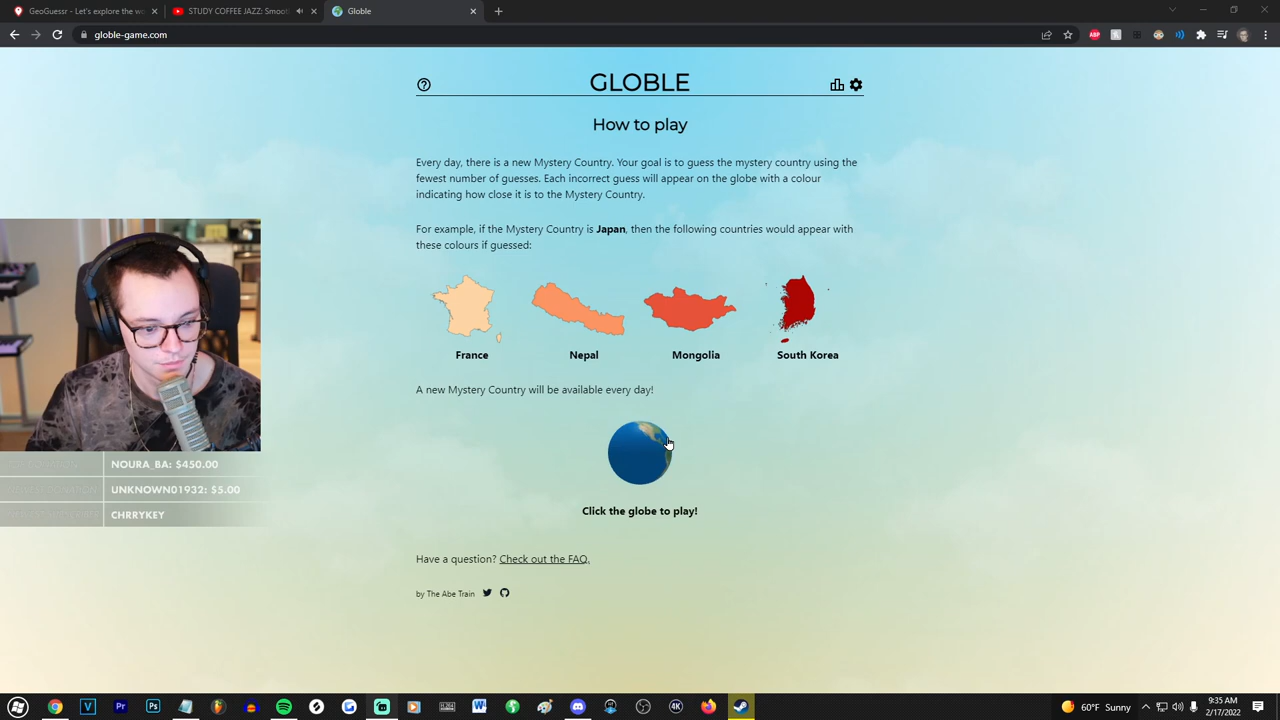 GeoGuessr - Let's explore the wo
STUDY COFFEE JAZZ: Smoot
Globle
globle-game.com
ABP
GLOBLE
How to play
Every day, there is a new Mystery Country. Your goal is to guess the mystery country using the
fewest number of guesses. Each incorrect guess will appear on the globe with a colour
indicating how close it is to the Mystery Country.
For example, if the Mystery Country is Japan, then the following countries would appear with
these colours if guessed:
France
Nepal
Mongolia
South Korea
A new Mystery Country will be available every day!
Click the globe to play!
Have a question? Check out the FAQ.
by The Abe Train
NOURA_BA: $450.00
UNKNOWN01932: $5.00
CHRRYKEY
V
Pr
Ps
W
4K
60°F Sunny
9:35 AM
2/17/2022